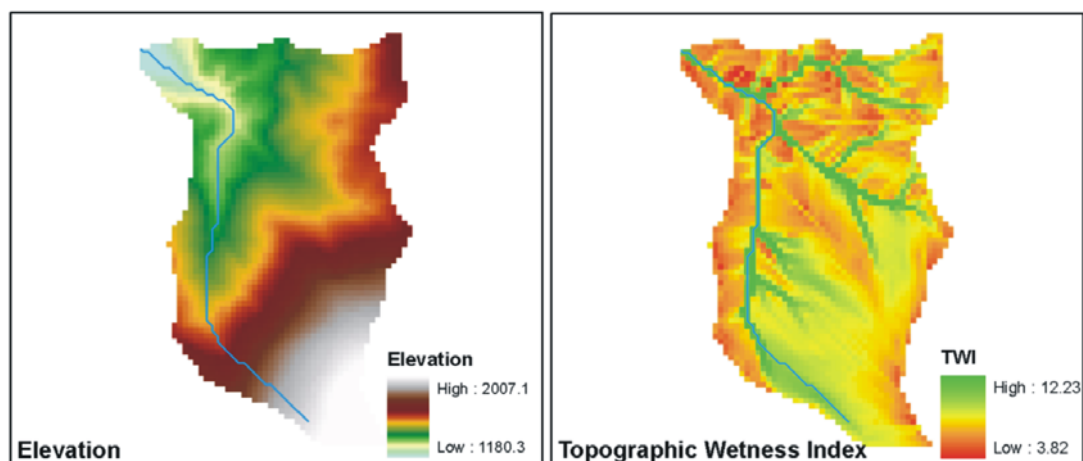 Elevation
High : 2007.1
Low : 1180.3
Elevation
TWI
High : 12.23
Low : 3.82
Topographic Wetness Index